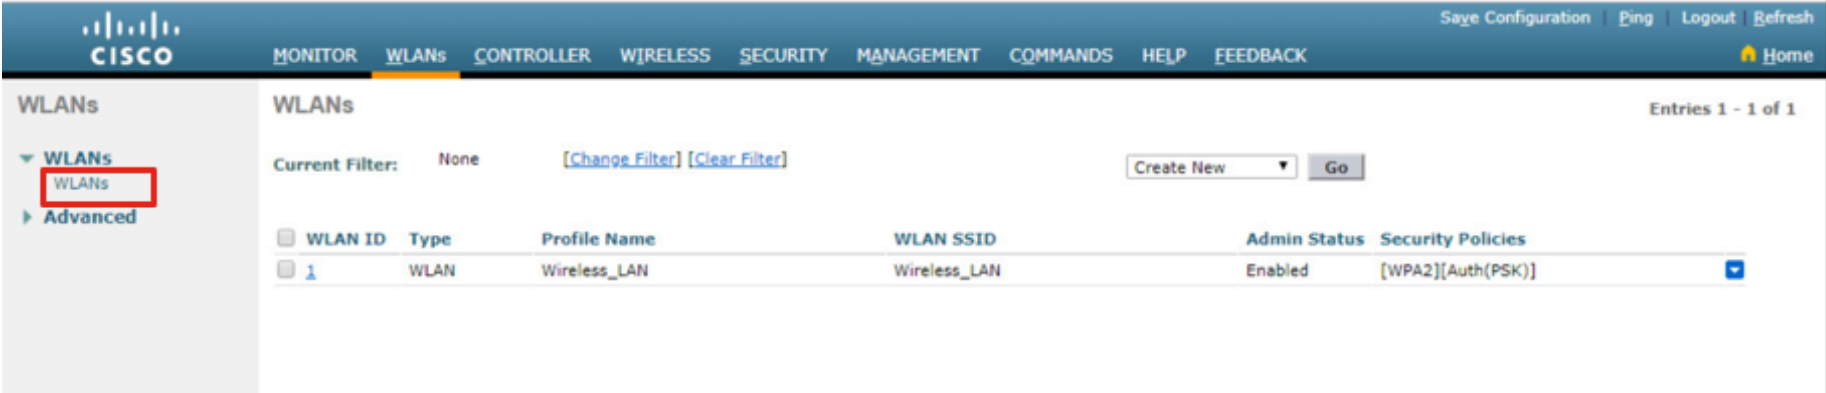 Save Configuration Ping Logout Refresh
CISCO MONITOR WLANs CONTROLLER WIRELESS SECURITY MANAGEMENT COMMANDS HELP FEEDBACK Home
WLANs
WLANs
WLANs
Advanced
WLANs Entries 1 - 1 of 1
Current Filter: None [Change Filter] [Clear Filter] Create New Go
WLAN ID Type Profile Name WLAN SSID Admin Status Security Policies
1 WLAN Wireless_LAN Wireless_LAN Enabled [WPA2][Auth(PSK)]